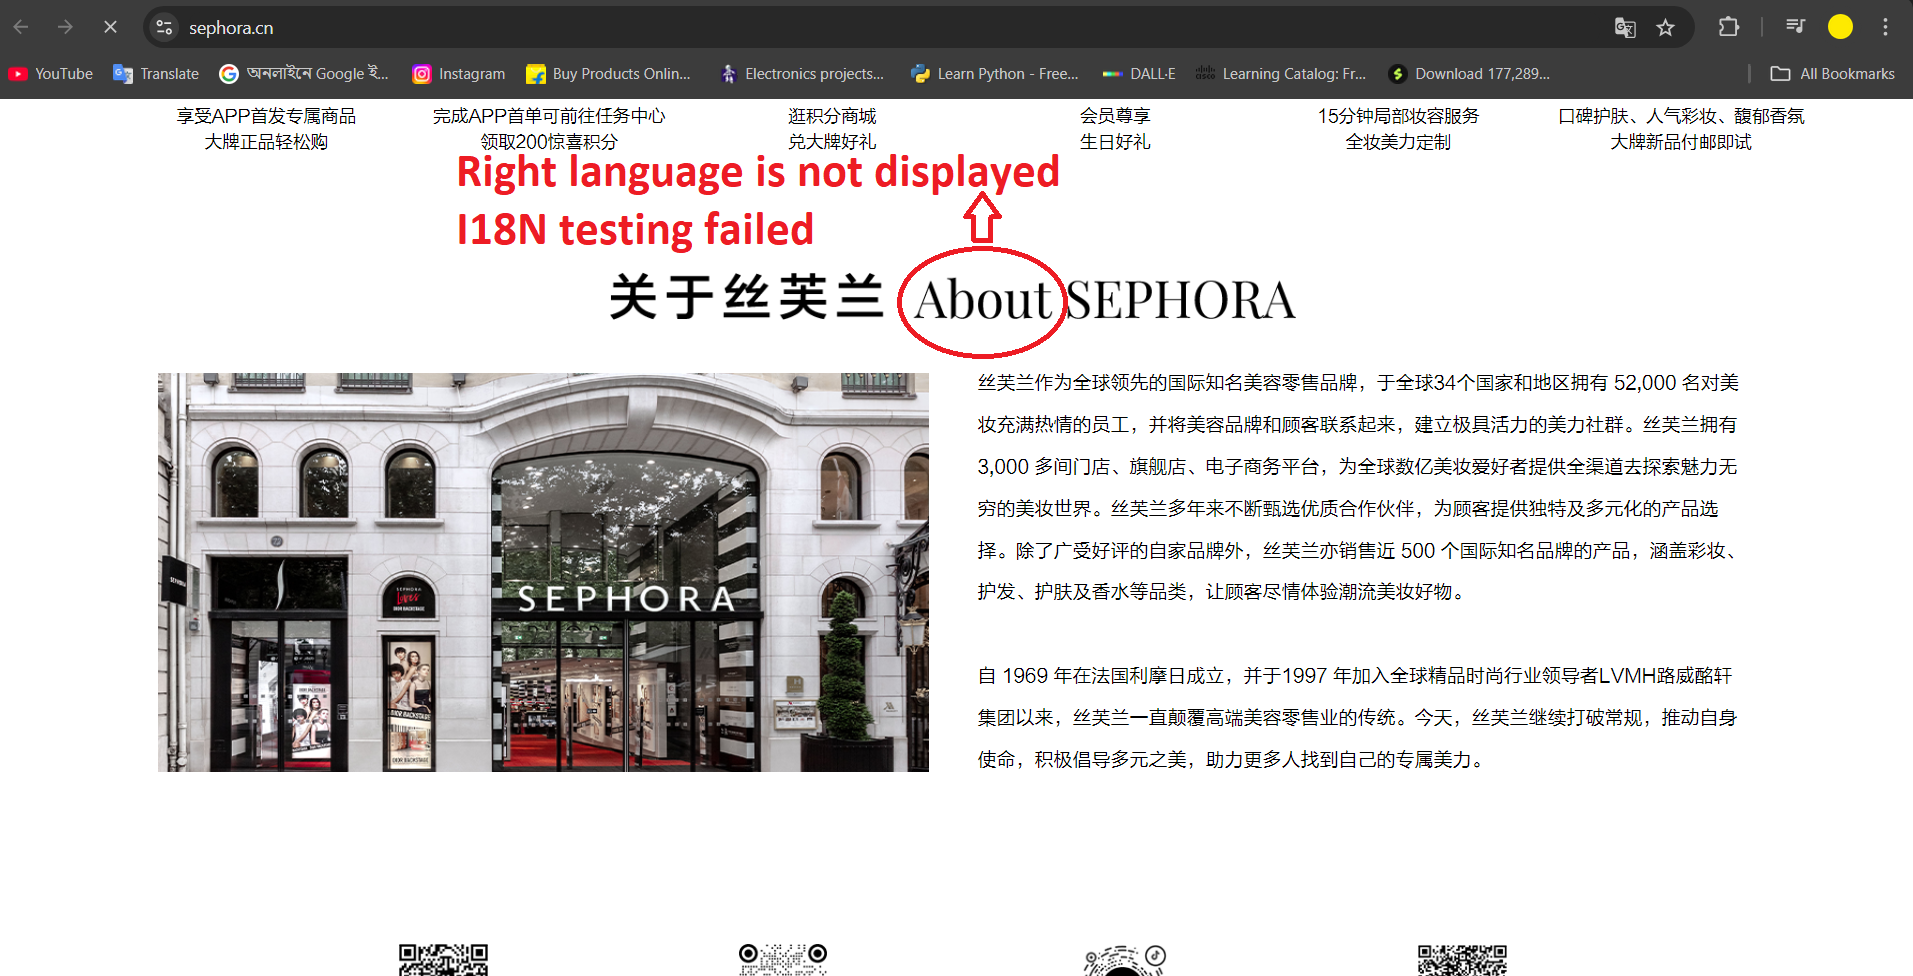 sephora.cn
YouTube
Translate
অনলাইনে Google ই...
Instagram
Buy Products Onlin...
Electronics projects...
Learn Python - Free...
DALL·E
Learning Catalog: Fr...
Download 177,289...
All Bookmarks
享受APP首发专属商品
大牌正品轻松购
完成APP首单可前往任务中心
领取200惊喜积分
逛积分商城
兑大牌好礼
会员尊享
生日好礼
15分钟局部妆容服务
全妆美力定制
口碑护肤、人气彩妆、馥郁香氛
大牌新品付邮即试
Right language is not displayed
I18N testing failed
关于丝芙兰 About SEPHORA
SEPHORA
SEPHORA
SEPHORA
loves
DIOR BACKSTAGE
DIOR BACKSTAGE
DIOR BACKSTAGE
DIOR BACKSTAGE
丝芙兰作为全球领先的国际知名美容零售品牌，于全球34个国家和地区拥有 52,000 名对美
妆充满热情的员工，并将美容品牌和顾客联系起来，建立极具活力的美力社群。丝芙兰拥有
3,000 多间门店、旗舰店、电子商务平台，为全球数亿美妆爱好者提供全渠道去探索魅力无
穷的美妆世界。丝芙兰多年来不断甄选优质合作伙伴，为顾客提供独特及多元化的产品选
择。除了广受好评的自家品牌外，丝芙兰亦销售近 500 个国际知名品牌的产品，涵盖彩妆、
护发、护肤及香水等品类，让顾客尽情体验潮流美妆好物。
自 1969 年在法国利摩日成立，并于1997 年加入全球精品时尚行业领导者LVMH路威酩轩
集团以来，丝芙兰一直颠覆高端美容零售业的传统。今天，丝芙兰继续打破常规，推动自身
使命，积极倡导多元之美，助力更多人找到自己的专属美力。